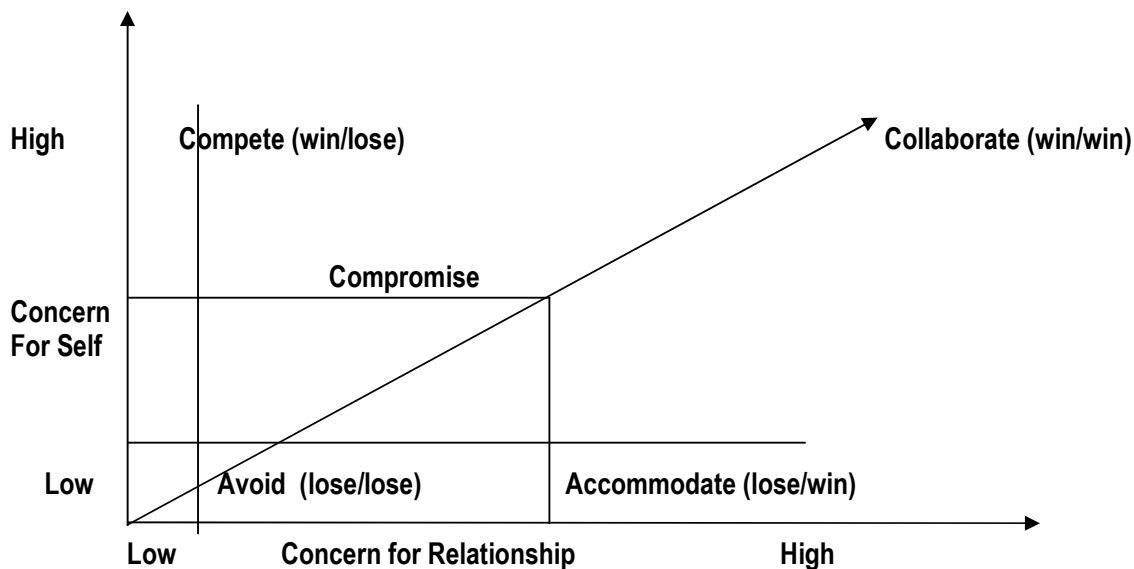 High Compete (win/lose) Collaborate (win/win)
Compromise
Concern
For Self
Low Avoid (lose/lose) Accommodate (lose/win)
Low Concern for Relationship High